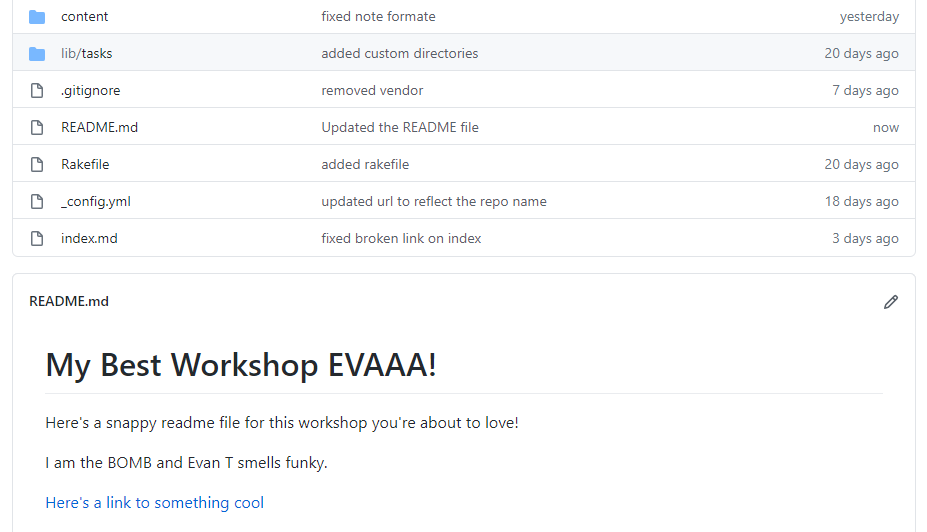 content fixed note formate yesterday
lib/tasks added custom directories 20 days ago
.gitignore removed vendor 7 days ago
README.md Updated the README file now
Rakefile added rakefile 20 days ago
_config.yml updated url to reflect the repo name 18 days ago
index.md fixed broken link on index 3 days ago
README.md
My Best Workshop EVAAA!
Here's a snappy readme file for this workshop you're about to love!
I am the BOMB and Evan T smells funky.
Here's a link to something cool